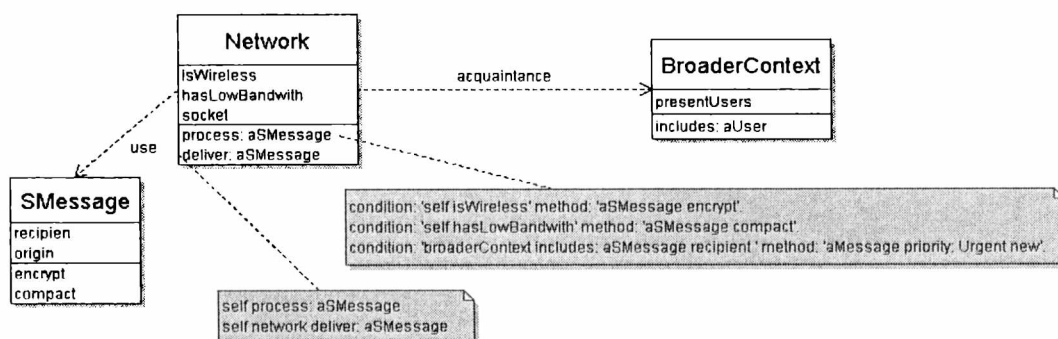 Network
isWireless
hasLowBandwith
socket
process: aSMessage
deliver: aSMessage
acquaintance
BroaderContext
presentUsers
includes: aUser
use
SMessage
recipien
origin
encrypt
compact
condition: 'self isWireless' method: 'aSMessage encrypt'.
condition: 'self hasLowBandwith' method: 'aSMessage compact'.
condition: 'broaderContext includes: aSMessage recipient ' method: 'aMessage priority: Urgent new'.
self process: aSMessage
self network deliver: aSMessage